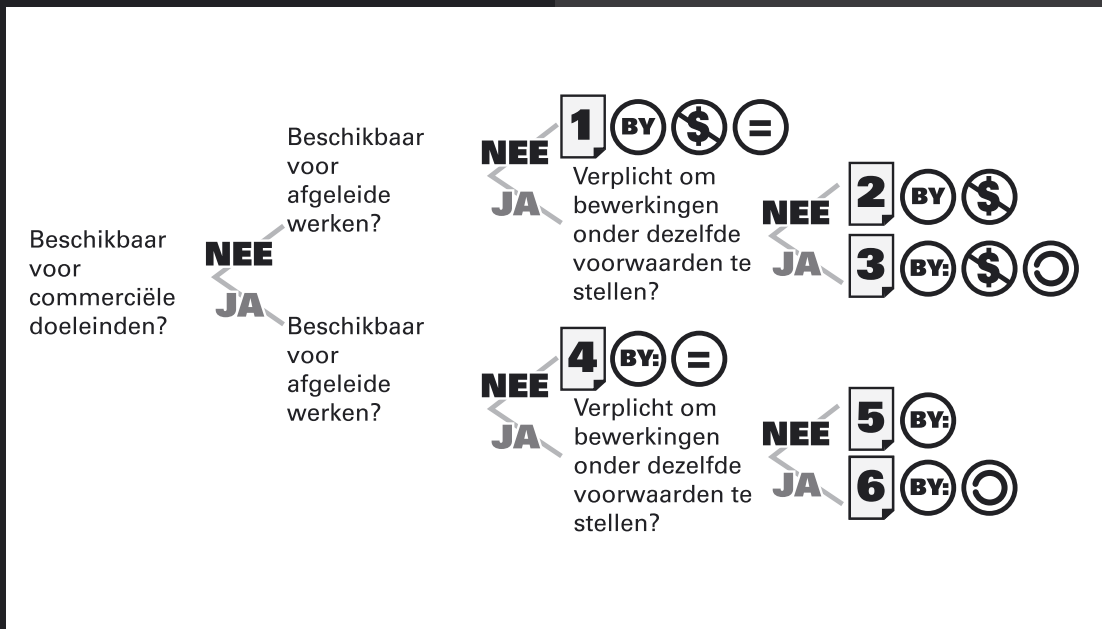 Beschikbaar
voor
commerciële
doeleinden?
NEE
JA
Beschikbaar
voor
afgeleide
werken?
NEE
JA
1 BY $ =
Verplicht om
bewerkingen
onder dezelfde
voorwaarden te
stellen?
NEE
JA
2 BY $
3 BY: $
Beschikbaar
voor
afgeleide
werken?
NEE
JA
4 BY: =
Verplicht om
bewerkingen
onder dezelfde
voorwaarden te
stellen?
NEE
JA
5 BY:
6 BY: